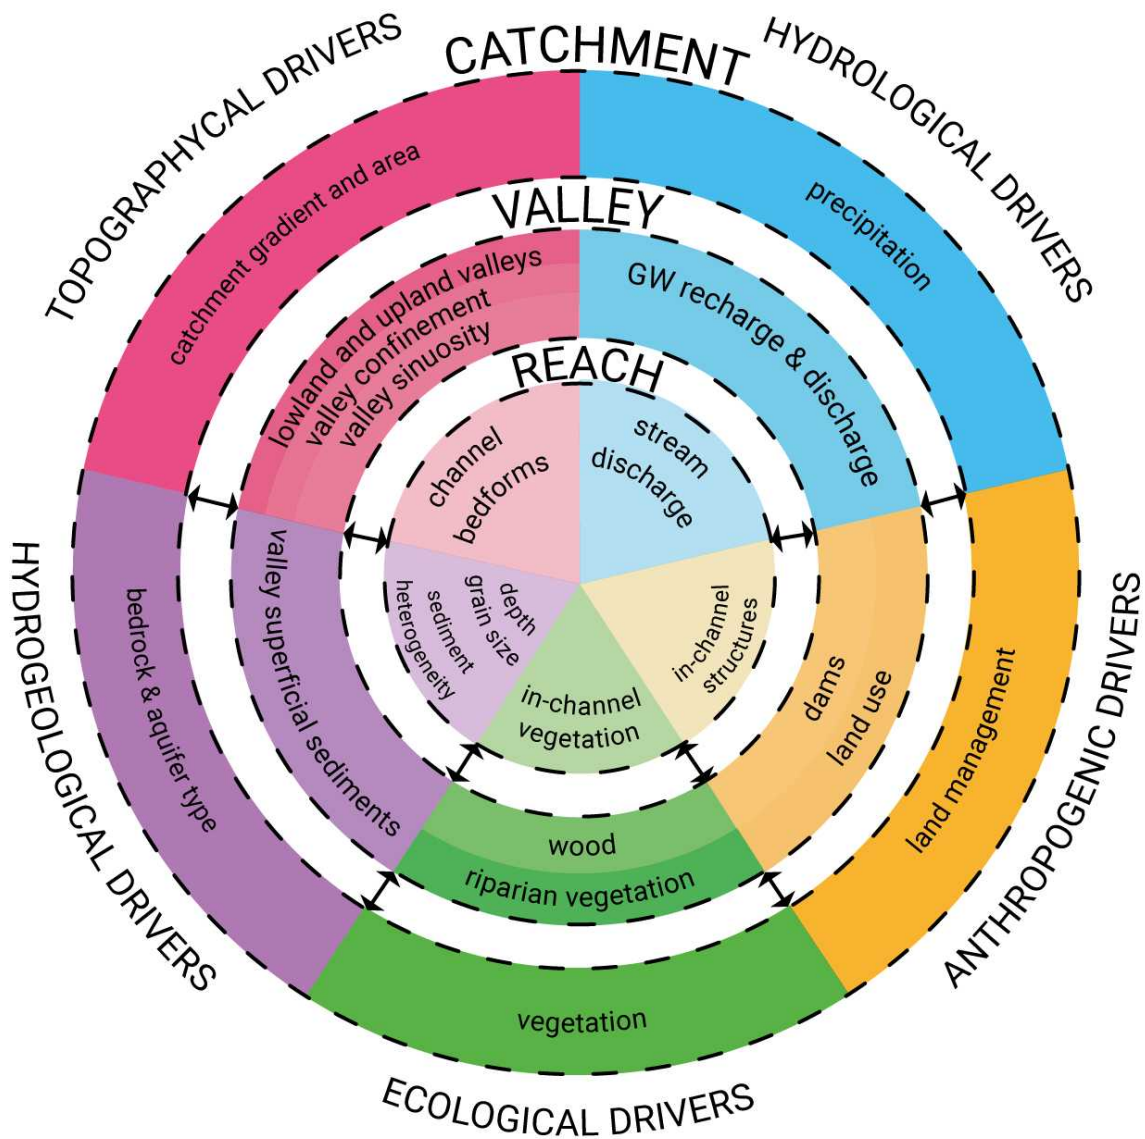 CATCHMENT
TOPOGRAPHYCAL DRIVERS
HYDROLOGICAL DRIVERS
catchment gradient and area
precipitation
VALLEY
lowland and upland valleys
valley confinement
valley sinuosity
GW recharge & discharge
REACH
channel
bedforms
stream
discharge
HYDROGEOLOGICAL DRIVERS
bedrock & aquifer type
valley superficial sediments
depth
grain size
sediment
heterogeneity
in-channel
structures
dams
land use
land management
ANTHROPOGENIC DRIVERS
in-channel
vegetation
wood
riparian vegetation
vegetation
ECOLOGICAL DRIVERS